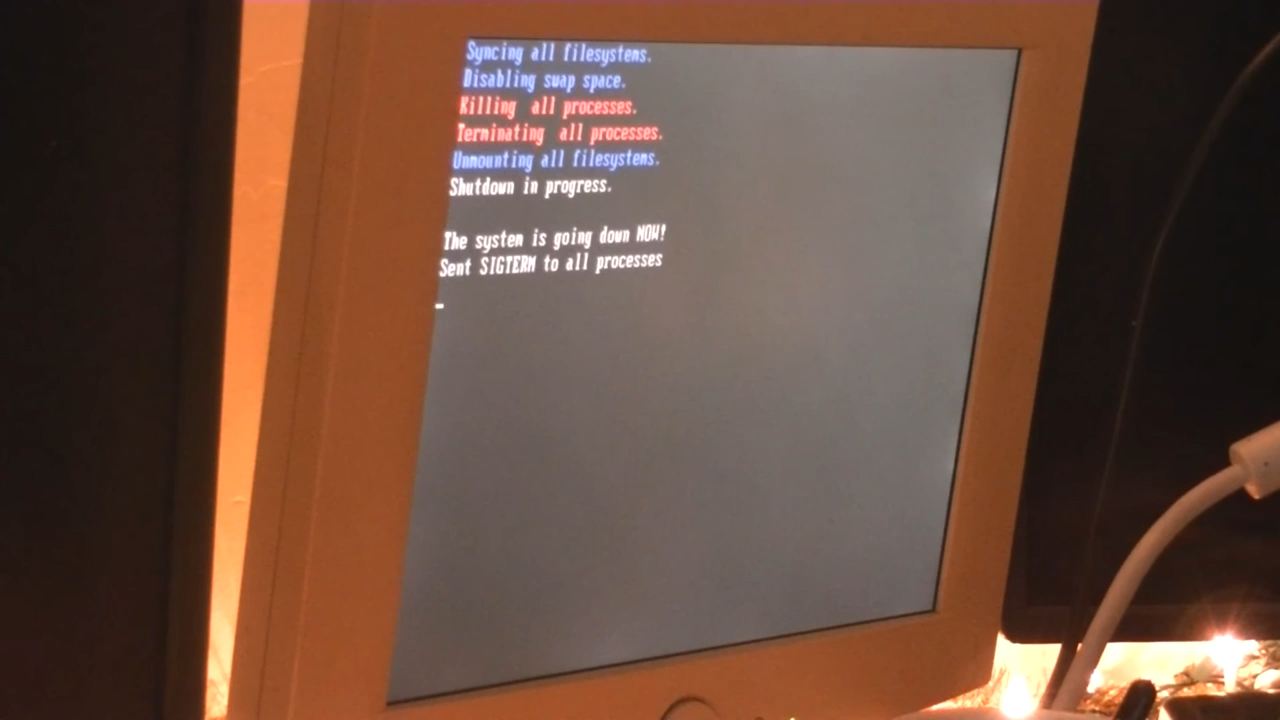 Syncing all filesystems.
Disabling swap space.
Killing all processes.
Terminating all processes.
Unmounting all filesystems.
Shutdown in progress.
The system is going down NOW!
Sent SIGTERM to all processes